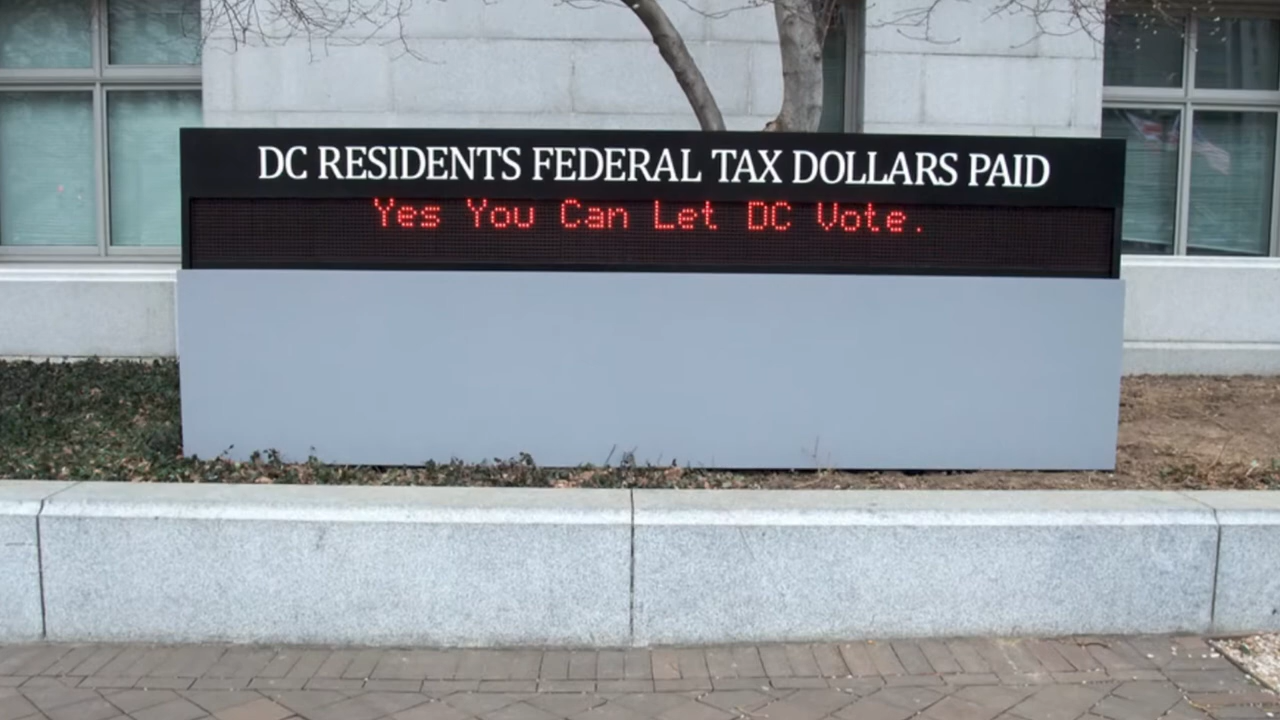 DC RESIDENTS FEDERAL TAX DOLLARS PAID
Yes You Can Let DC Vote.